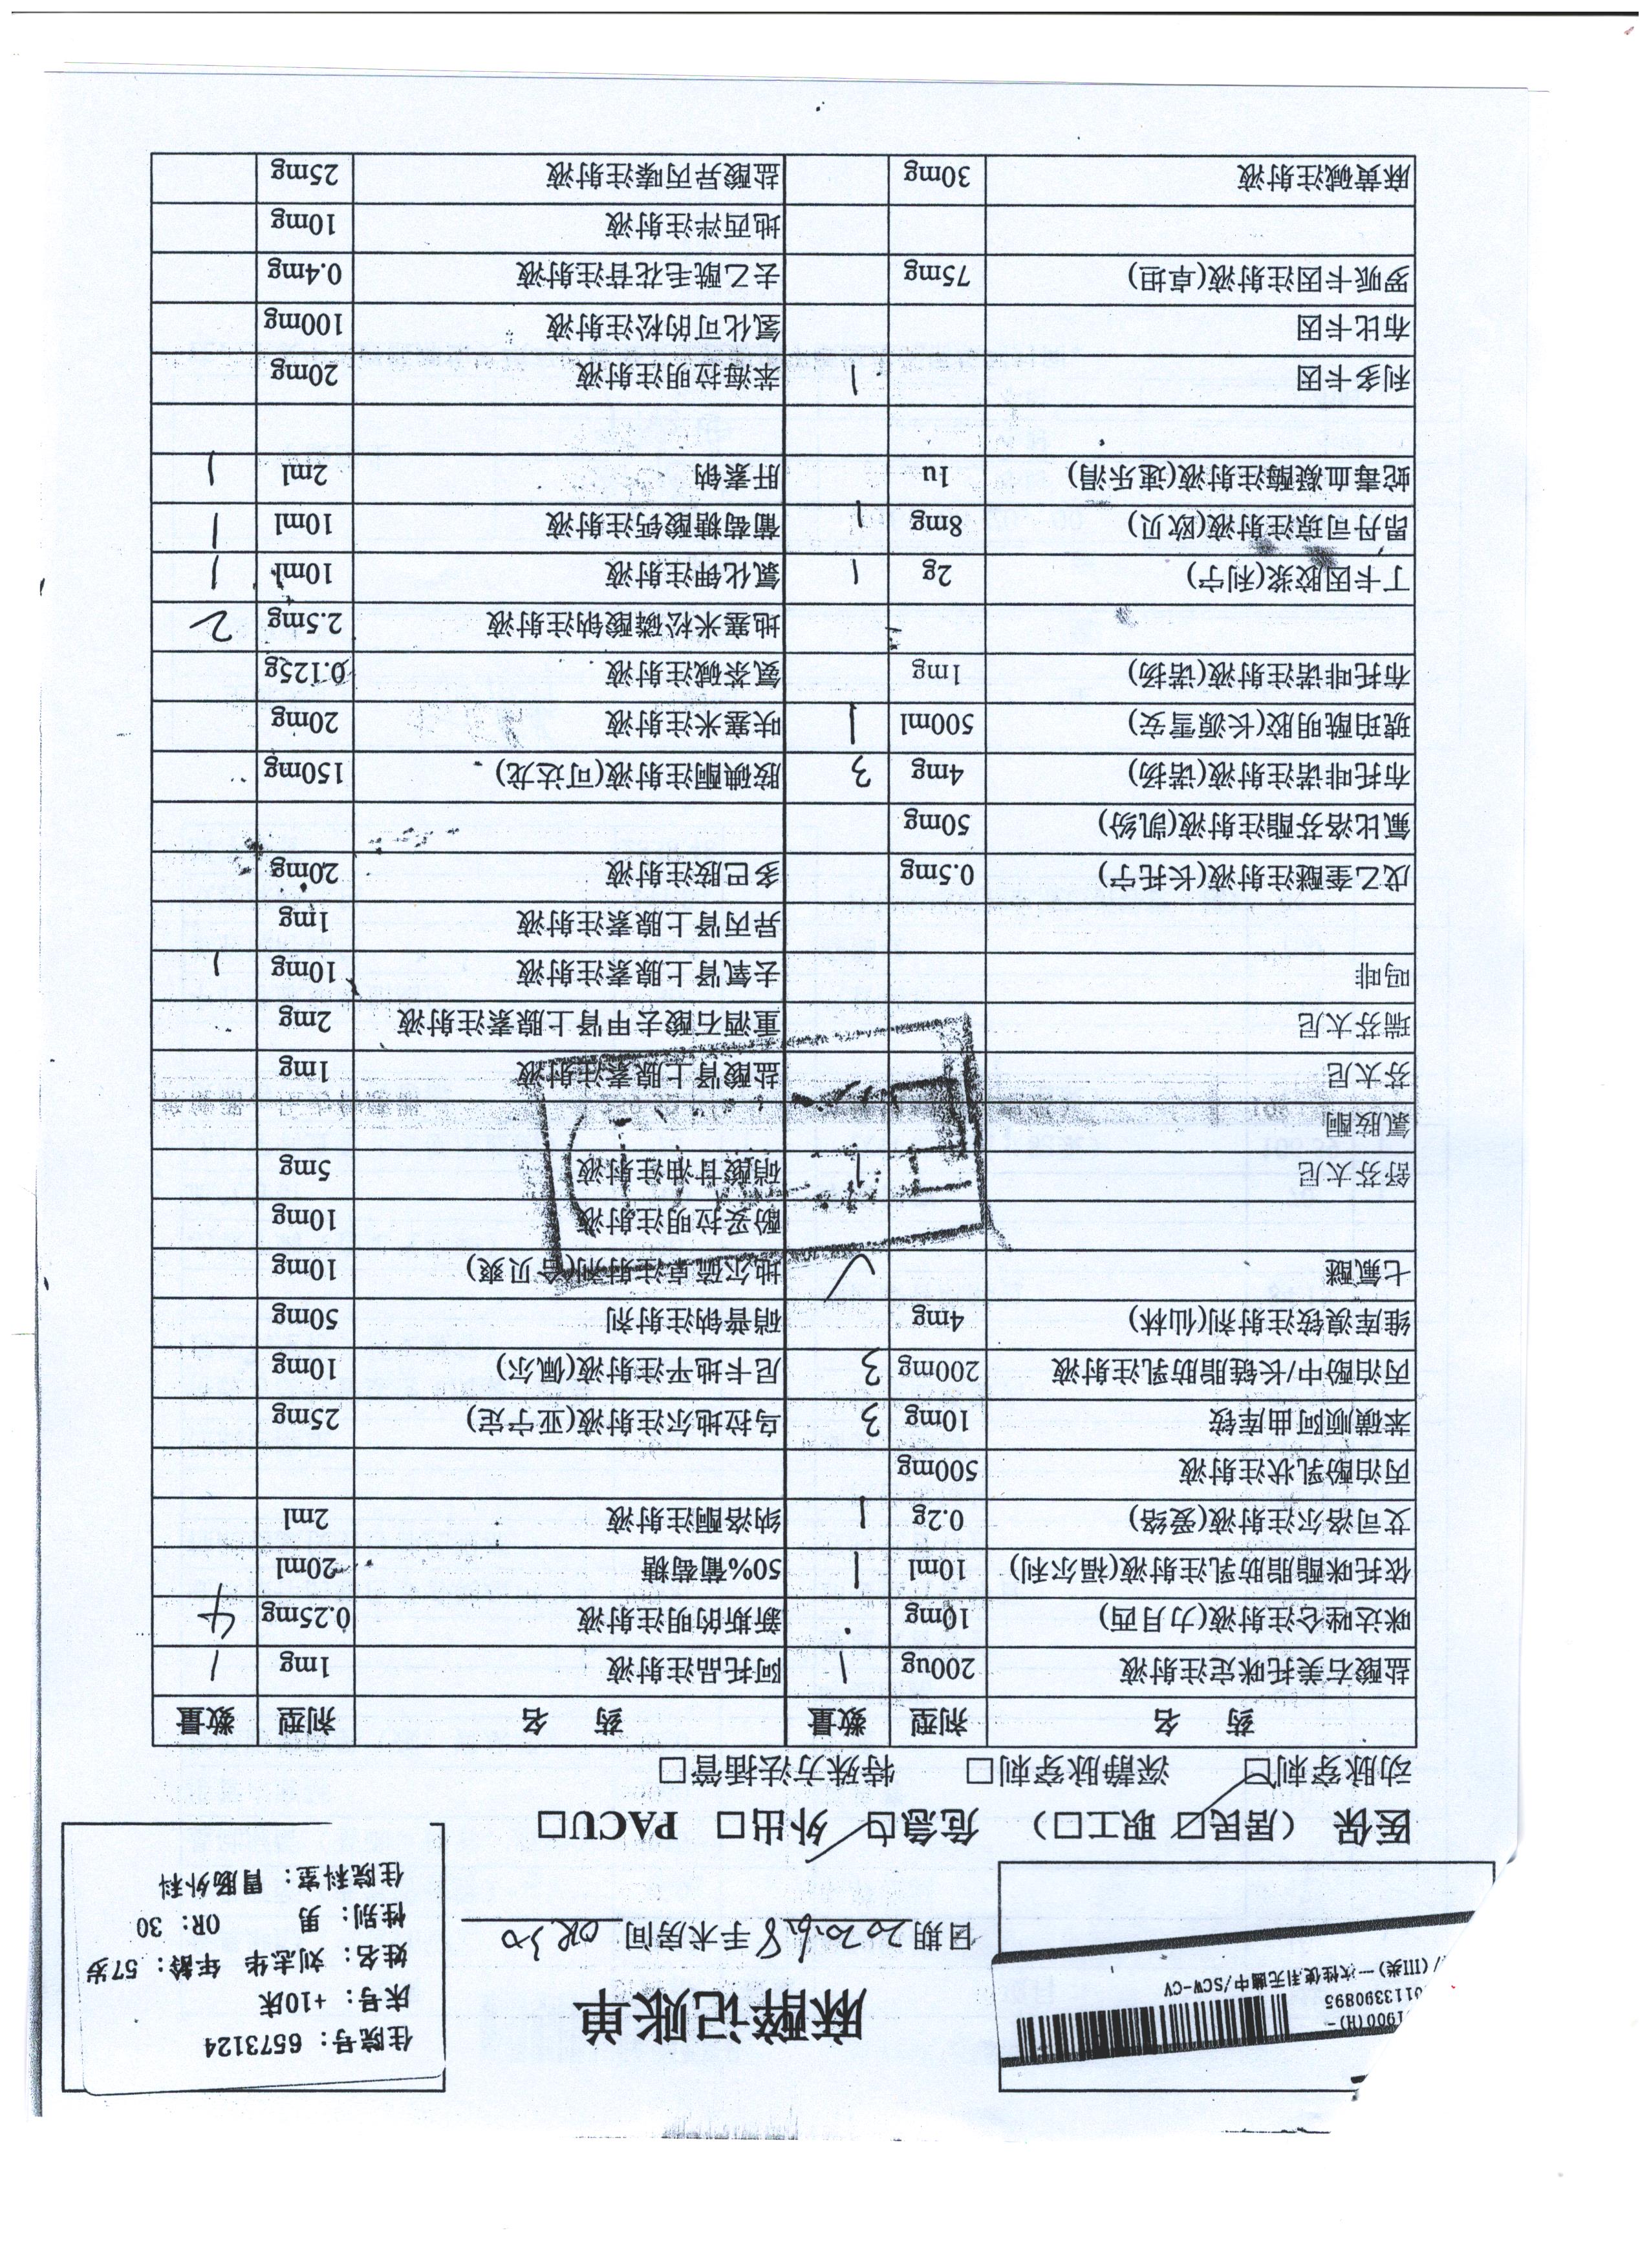 1900(H)-
0113390895
/(III类)一次性使用无菌中/SCW-CV
住院号：6573124
床号：+10床
姓名：刘志华 年龄：57岁
性别：男 OR：30
住院科室：胃肠外科
麻醉记账单
日期 2020.6.8 手术房间 OR30
医保（居民☑ 职工□） 危急☑ 外出□ PACU□
动脉穿刺☑ 深静脉穿刺□ 特殊方法插管□
药 名 剂型 数量 药 名 剂型 数量
盐酸右美托咪定注射液 200ug 1 阿托品注射液 1mg 1
咪达唑仑注射液(力月西) 10mg 新斯的明注射液 0.25mg 4
依托咪酯脂肪乳注射液(福尔利) 10ml 1 50%葡萄糖 20ml
艾司洛尔注射液(爱络) 0.2g 1 纳洛酮注射液 2ml
丙泊酚乳状注射液 500mg
苯磺顺阿曲库铵 10mg 3 乌拉地尔注射液(亚宁定) 25mg
丙泊酚中/长链脂肪乳注射液 200mg 3 尼卡地平注射液(佩尔) 10mg
维库溴铵注射剂(仙林) 4mg 硝普钠注射剂 50mg
七氟醚 ✓ 地尔硫卓注射剂(合贝爽) 10mg
酚妥拉明注射液 10mg
舒芬太尼 1 硝酸甘油注射液 5mg
氯胺酮
芬太尼 盐酸肾上腺素注射液 1mg
瑞芬太尼 重酒石酸去甲肾上腺素注射液 2mg
吗啡 去氧肾上腺素注射液 10mg 1
异丙肾上腺素注射液 1mg
戊乙奎醚注射液(长托宁) 0.5mg 多巴胺注射液 20mg
氟比洛芬酯注射液(凯纷) 50mg
布托啡诺注射液(诺扬) 4mg 3 胺碘酮注射液(可达龙) 150mg
琥珀酰明胶(长源雪安) 500ml 1 呋塞米注射液 20mg
布托啡诺注射液(诺扬) 1mg 氨茶碱注射液 0.125g
地塞米松磷酸钠注射液 2.5mg 2
丁卡因胶浆(利宁) 2g 1 氯化钾注射液 10ml 1
昂丹司琼注射液(欧贝) 8mg 1 葡萄糖酸钙注射液 10ml 1
蛇毒血凝酶注射液(速乐涓) 1u 肝素钠 2ml 1
利多卡因 1 苯海拉明注射液 20mg
布比卡因 氢化可的松注射液 100mg
罗哌卡因注射液(卓坦) 75mg 去乙酰毛花苷注射液 0.4mg
地西泮注射液 10mg
麻黄碱注射液 30mg 盐酸异丙嗪注射液 25mg